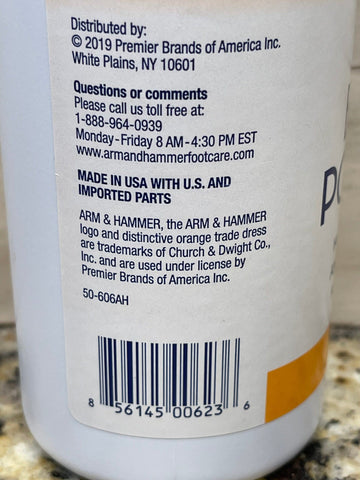 Distributed by:
© 2019 Premier Brands of America Inc.
White Plains, NY 10601
Questions or comments
Please call us toll free at:
1-888-964-0939
Monday-Friday 8 AM-4:30 PM EST
www.armandhammerfootcare.com
MADE IN USA WITH U.S. AND
IMPORTED PARTS
ARM & HAMMER, the ARM & HAMMER
logo and distinctive orange trade dress
are trademarks of Church & Dwight Co.,
Inc. and are used under license by
Premier Brands of America Inc.
50-606AH
8 56145 00623 6